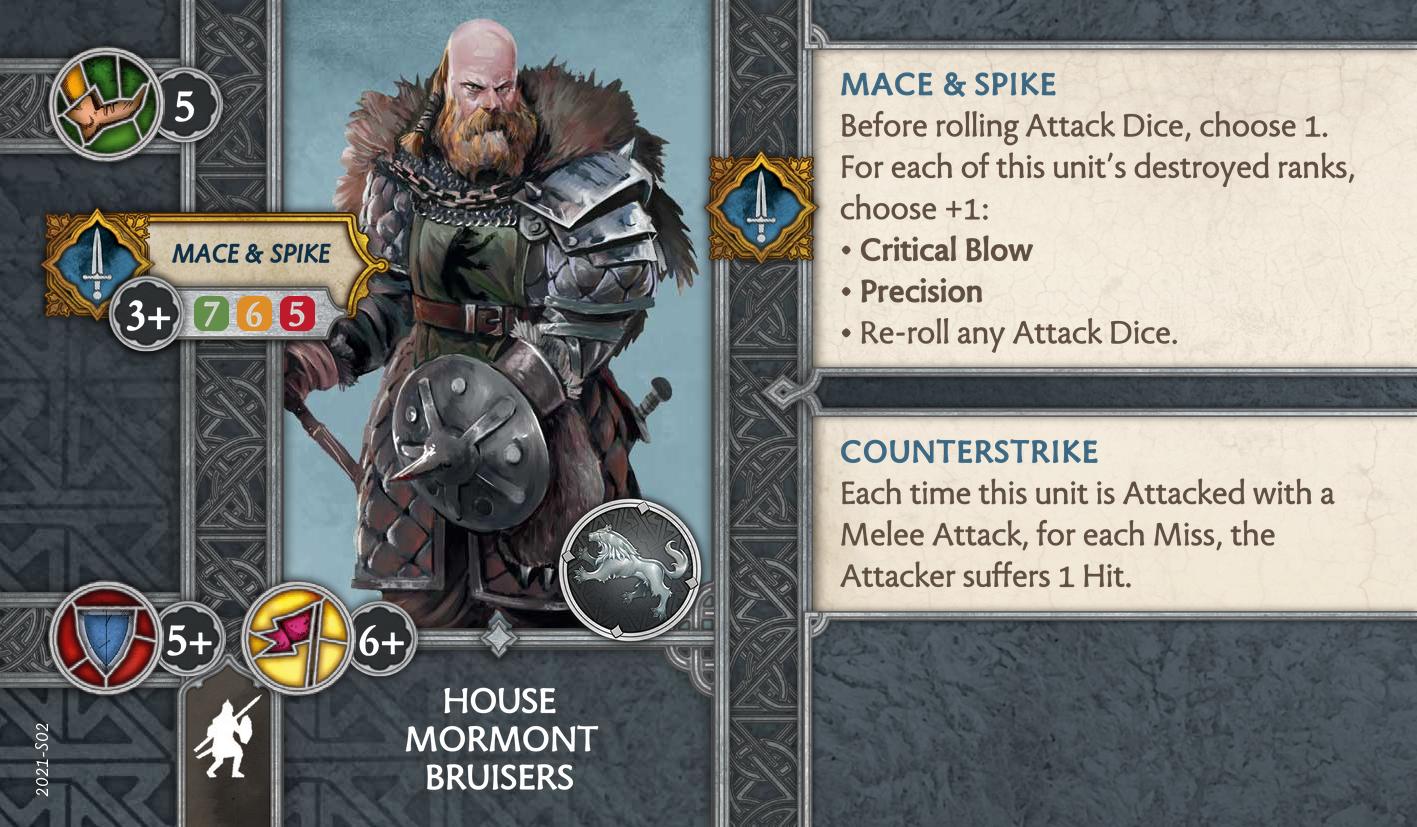 5
MACE & SPIKE
3+ 7 6 5
5+ 6+
HOUSE
MORMONT
BRUISERS
2021-S02
MACE & SPIKE
Before rolling Attack Dice, choose 1.
For each of this unit's destroyed ranks,
choose +1:
• Critical Blow
• Precision
• Re-roll any Attack Dice.
COUNTERSTRIKE
Each time this unit is Attacked with a
Melee Attack, for each Miss, the
Attacker suffers 1 Hit.